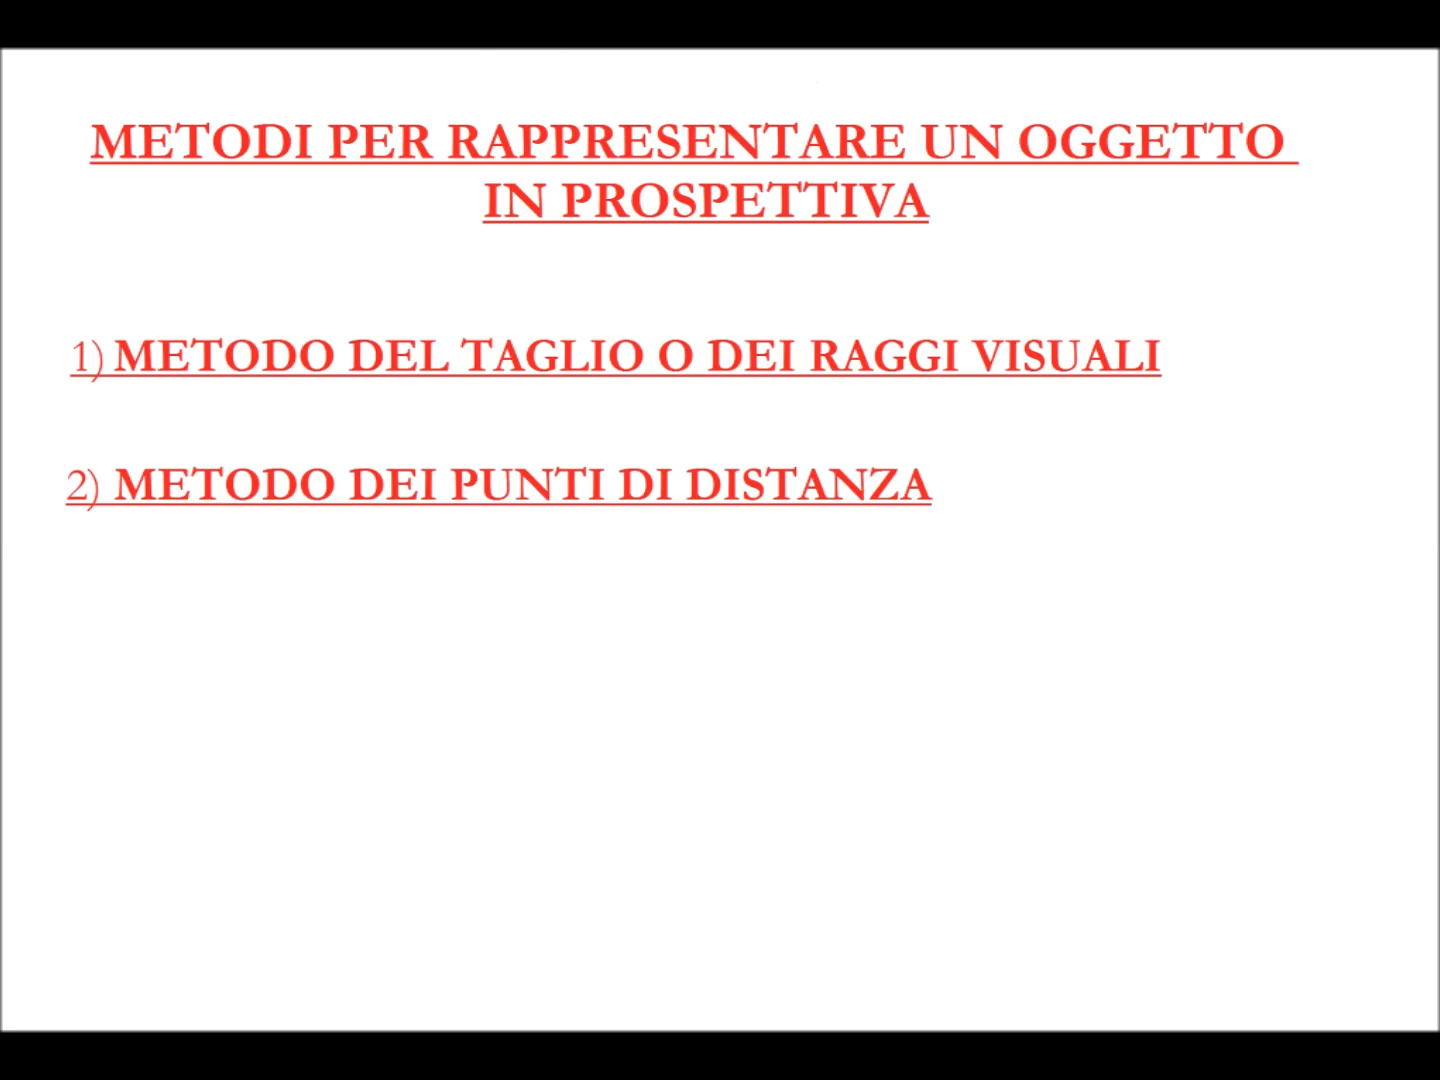 METODI PER RAPPRESENTARE UN OGGETTO
IN PROSPETTIVA
1) METODO DEL TAGLIO O DEI RAGGI VISUALI
2) METODO DEI PUNTI DI DISTANZA